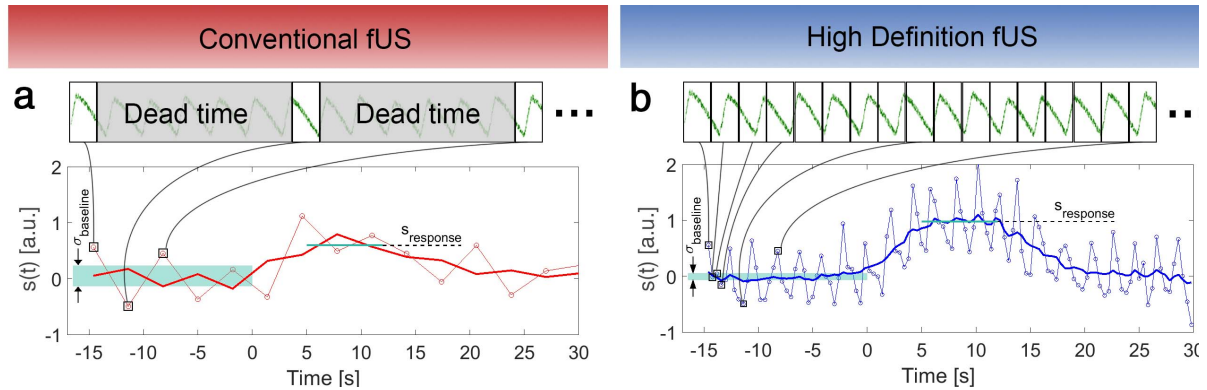 Conventional fUS
High Definition fUS
a
Dead time
Dead time
...
b
..
2
1
0
-1
s(t) [a.u.]
σbaseline
sresponse
-15
-10
-5
0
5
10
15
20
25
30
Time [s]
2
1
0
-1
s(t) [a.u.]
σbaseline
sresponse
-15
-10
-5
0
5
10
15
20
25
30
Time [s]